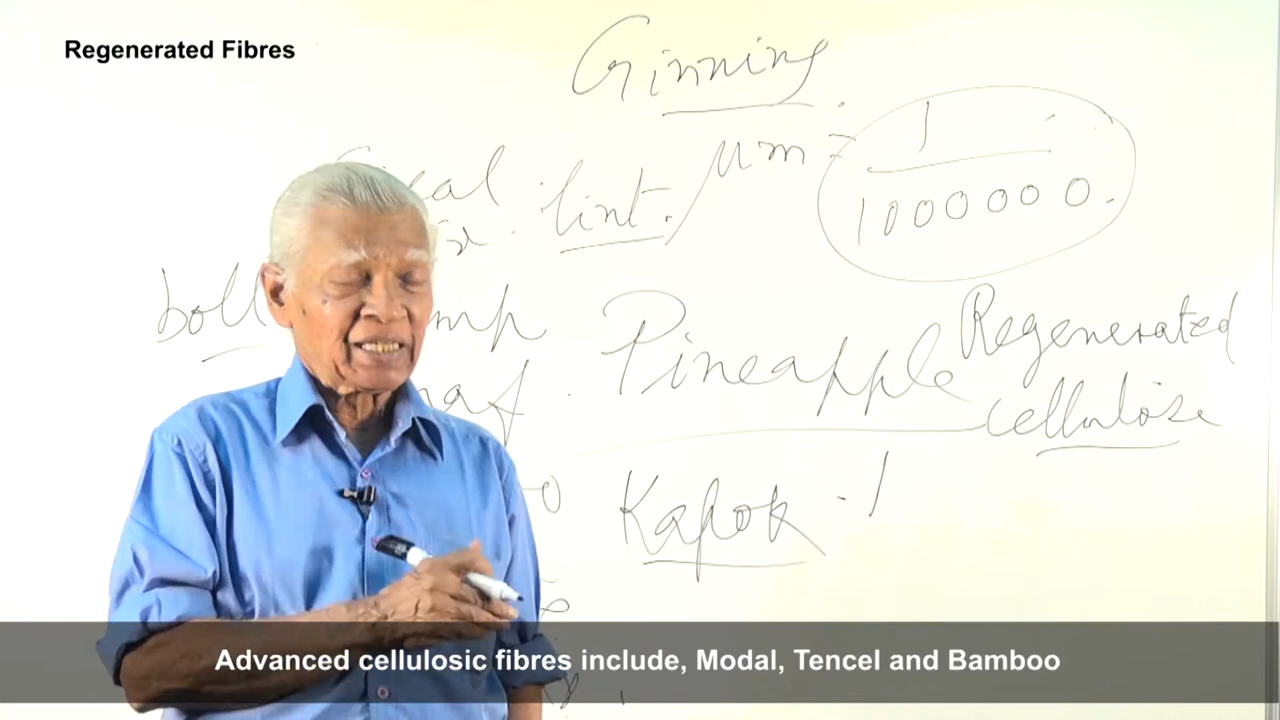 Regenerated Fibres
Ginning
lint.
μm = 1
1000000.
boll
Pineapple
Regenerated
cellulose
Kapok
Advanced cellulosic fibres include, Modal, Tencel and Bamboo